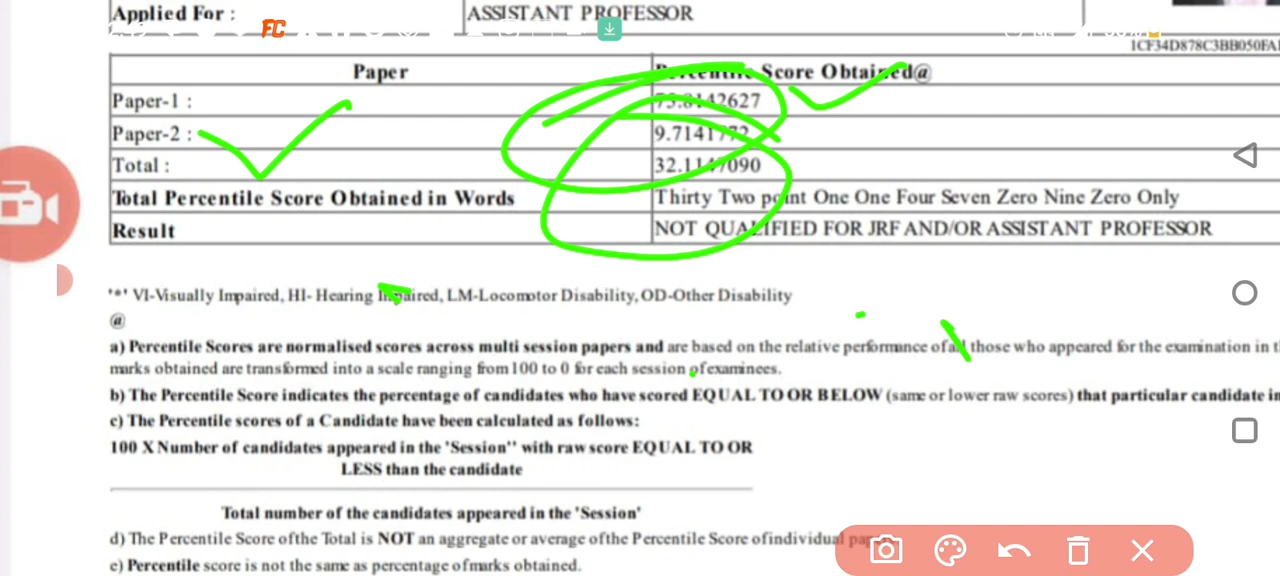 Applied For : ASSISTANT PROFESSOR
FC
1CF34D878C3BB050FA
Paper Score Obtained@
Paper-1 :
Paper-2 :
Total : 32.1147090
Total Percentile Score Obtained in Words Thirty Two point One One Four Seven Zero Nine Zero Only
Result NOT QUALIFIED FOR JRF AND/OR ASSISTANT PROFESSOR
'*' VI-Visually Impaired, HI- Hearing Impaired, LM-Locomotor Disability, OD-Other Disability
@
a) Percentile Scores are normalised scores across multi session papers and are based on the relative performance of all those who appeared for the examination in
marks obtained are transformed into a scale ranging from 100 to 0 for each session of examinees.
b) The Percentile Score indicates the percentage of candidates who have scored EQUAL TO OR BELOW (same or lower raw scores) that particular candidate in
c) The Percentile scores of a Candidate have been calculated as follows:
100 X Number of candidates appeared in the 'Session" with raw score EQUAL TO OR
LESS than the candidate
Total number of the candidates appeared in the 'Session'
d) The Percentile Score of the Total is NOT an aggregate or average of the Percentile Score of individual
e) Percentile score is not the same as percentage of marks obtained.